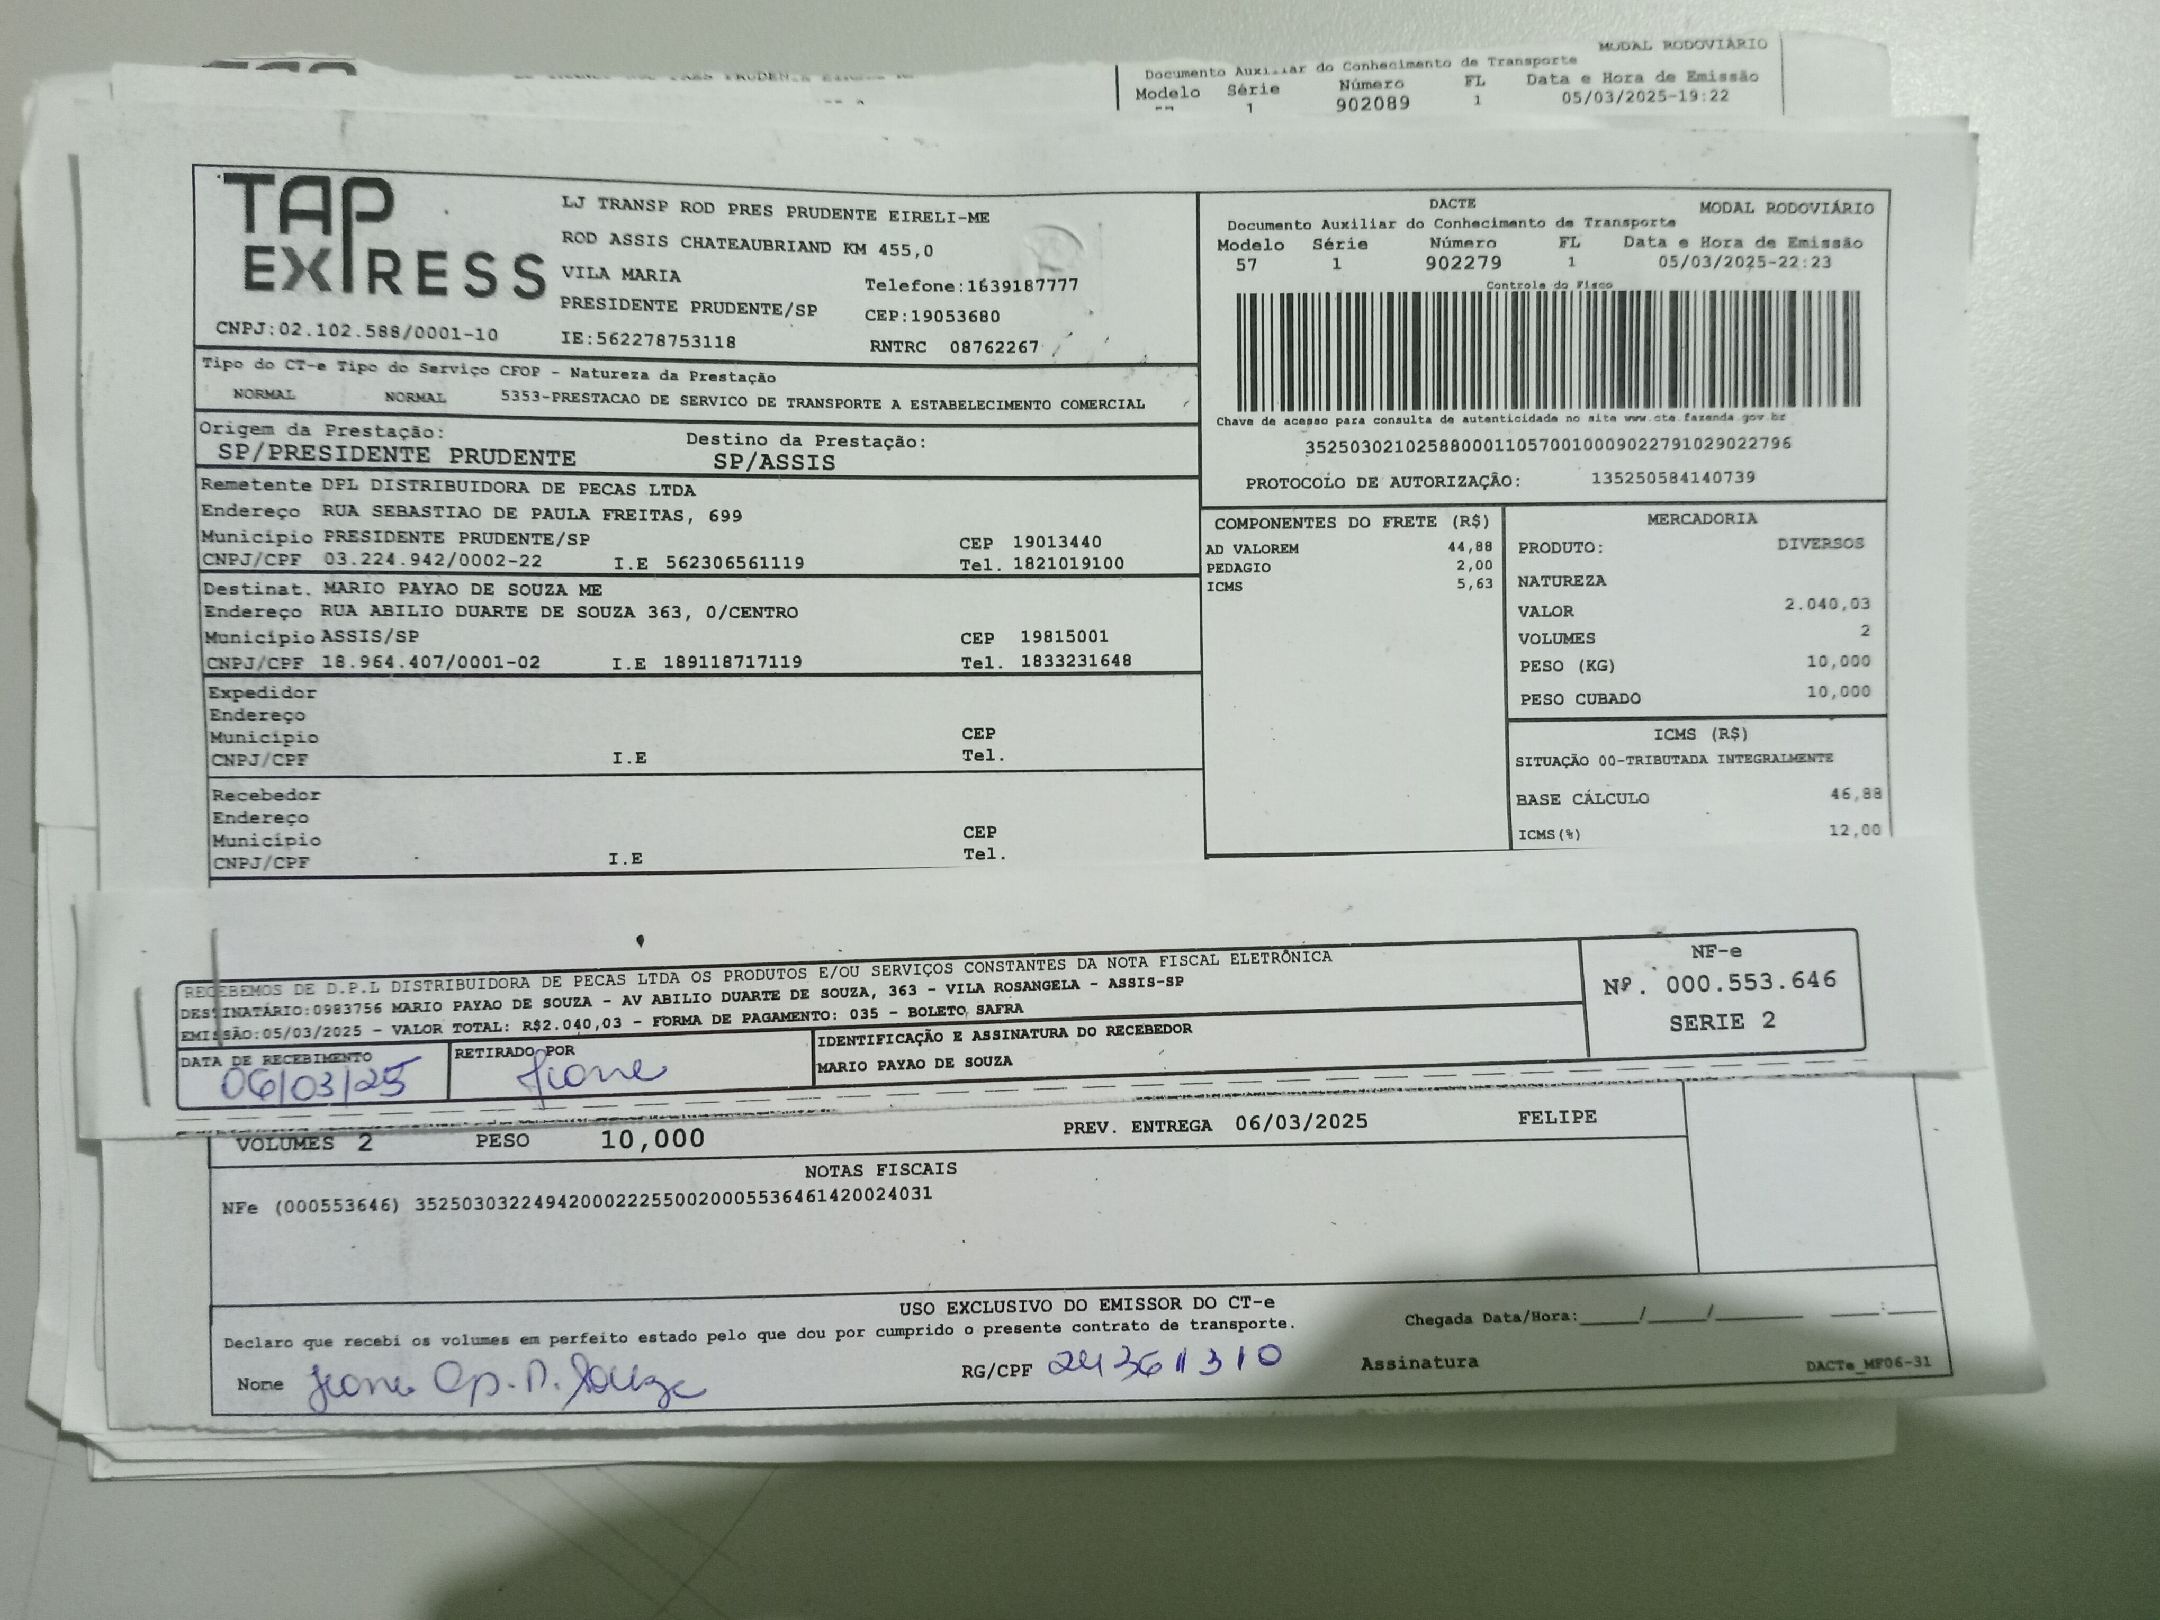 MODAL RODOVIÁRIO
Documento Auxiliar do Conhecimento de Transporte
Modelo Série Número FL Data e Hora de Emissão
1 902089 1 05/03/2025-19:22
TAP EXPRESS
CNPJ:02.102.588/0001-10
LJ TRANSP ROD PRES PRUDENTE EIRELI-ME
ROD ASSIS CHATEAUBRIAND KM 455,0
VILA MARIA
Telefone:1639187777
PRESIDENTE PRUDENTE/SP CEP:19053680
IE:562278753118 RNTRC 08762267
DACTE MODAL RODOVIÁRIO
Documento Auxiliar do Conhecimento de Transporte
Modelo Série Número FL Data e Hora de Emissão
57 1 902279 1 05/03/2025-22:23
Controle do Fisco
Chave de acesso para consulta de autenticidade no site www.cte.fazenda.gov.br
35250302102588000110570010009022791029022796
PROTOCOLO DE AUTORIZAÇÃO: 135250584140739
Tipo do CT-e Tipo do Serviço CFOP - Natureza da Prestação
NORMAL NORMAL 5353-PRESTACAO DE SERVICO DE TRANSPORTE A ESTABELECIMENTO COMERCIAL
Origem da Prestação: Destino da Prestação:
SP/PRESIDENTE PRUDENTE SP/ASSIS
Remetente DPL DISTRIBUIDORA DE PECAS LTDA
Endereço RUA SEBASTIAO DE PAULA FREITAS, 699
Município PRESIDENTE PRUDENTE/SP CEP 19013440
CNPJ/CPF 03.224.942/0002-22 I.E 562306561119 Tel. 1821019100
Destinat. MARIO PAYAO DE SOUZA ME
Endereço RUA ABILIO DUARTE DE SOUZA 363, 0/CENTRO
Município ASSIS/SP CEP 19815001
CNPJ/CPF 18.964.407/0001-02 I.E 189118717119 Tel. 1833231648
Expedidor
Endereço
Município CEP
CNPJ/CPF I.E Tel.
Recebedor
Endereço
Município CEP
CNPJ/CPF I.E Tel.
COMPONENTES DO FRETE (R$)
AD VALOREM 44,88
PEDAGIO 2,00
ICMS 5,63
MERCADORIA
PRODUTO: DIVERSOS
NATUREZA
VALOR 2.040,03
VOLUMES 2
PESO (KG) 10,000
PESO CUBADO 10,000
ICMS (R$)
SITUAÇÃO 00-TRIBUTADA INTEGRALMENTE
BASE CÁLCULO 46,88
ICMS(%) 12,00
RECEBEMOS DE D.P.L DISTRIBUIDORA DE PECAS LTDA OS PRODUTOS E/OU SERVIÇOS CONSTANTES DA NOTA FISCAL ELETRÔNICA
DESTINATÁRIO:0983756 MARIO PAYAO DE SOUZA - AV ABILIO DUARTE DE SOUZA, 363 - VILA ROSANGELA - ASSIS-SP
EMISSÃO:05/03/2025 - VALOR TOTAL: R$2.040,03 - FORMA DE PAGAMENTO: 035 - BOLETO SAFRA
NF-e
Nº. 000.553.646
SERIE 2
DATA DE RECEBIMENTO RETIRADO POR IDENTIFICAÇÃO E ASSINATURA DO RECEBEDOR
06/03/25 MARIO PAYAO DE SOUZA
VOLUMES 2 PESO 10,000 PREV. ENTREGA 06/03/2025 FELIPE
NOTAS FISCAIS
NFe (000553646) 35250303224942000222550020005536461420024031
USO EXCLUSIVO DO EMISSOR DO CT-e
Declaro que recebi os volumes em perfeito estado pelo que dou por cumprido o presente contrato de transporte. Chegada Data/Hora:____/____/______ ____:____
Nome RG/CPF 243611310 Assinatura DACTe_MF06-31